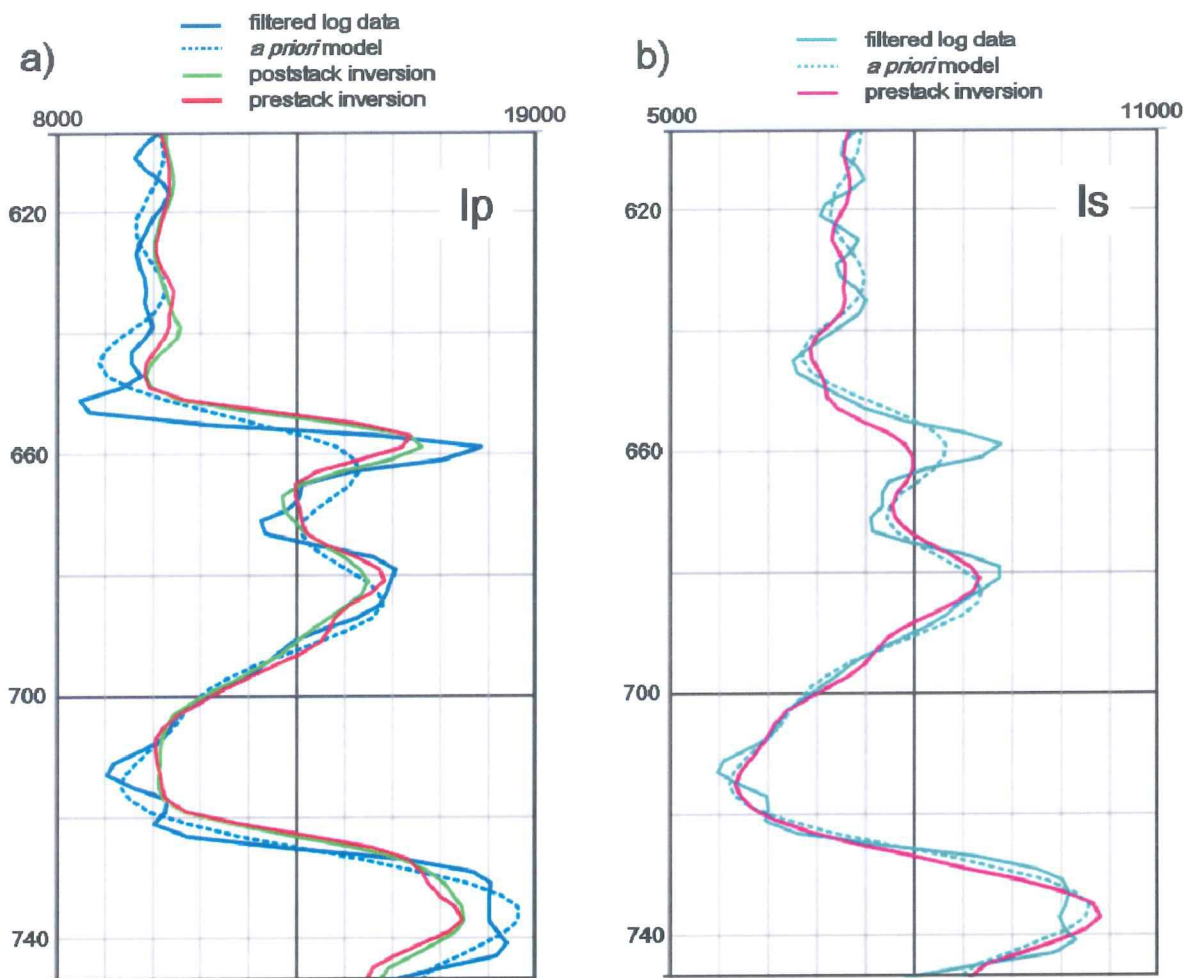 a)
filtered log data
a priori model
poststack inversion
prestack inversion
8000
19000
Ip
620
660
700
740
b)
filtered log data
a priori model
prestack inversion
5000
11000
Is
620
660
700
740